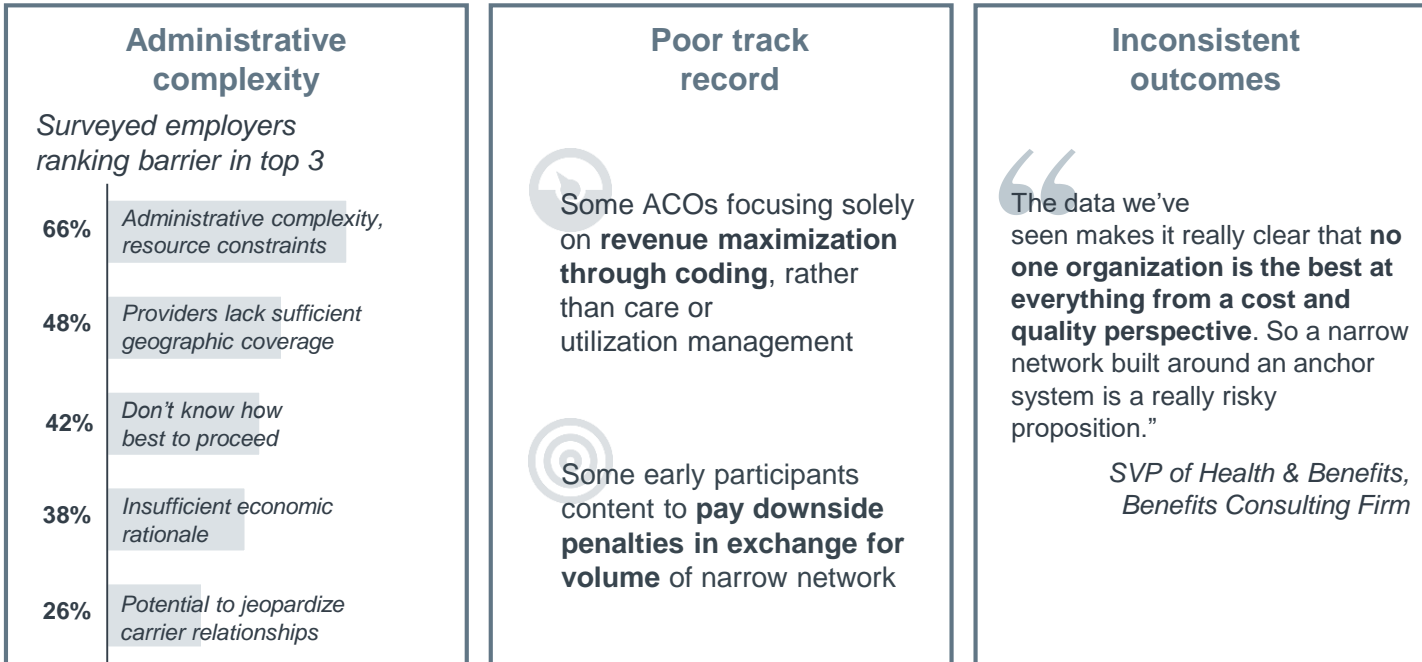 Administrative
complexity
Surveyed employers
ranking barrier in top 3
66%
Administrative complexity,
resource constraints
48%
Providers lack sufficient
geographic coverage
42%
Don’t know how
best to proceed
38%
Insufficient economic
rationale
26%
Potential to jeopardize
carrier relationships
Poor track
record
Some ACOs focusing solely
on revenue maximization
through coding, rather
than care or
utilization management
Some early participants
content to pay downside
penalties in exchange for
volume of narrow network
Inconsistent
outcomes
“
The data we’ve
seen makes it really clear that no
one organization is the best at
everything from a cost and
quality perspective. So a narrow
network built around an anchor
system is a really risky
proposition.”
SVP of Health & Benefits,
Benefits Consulting Firm